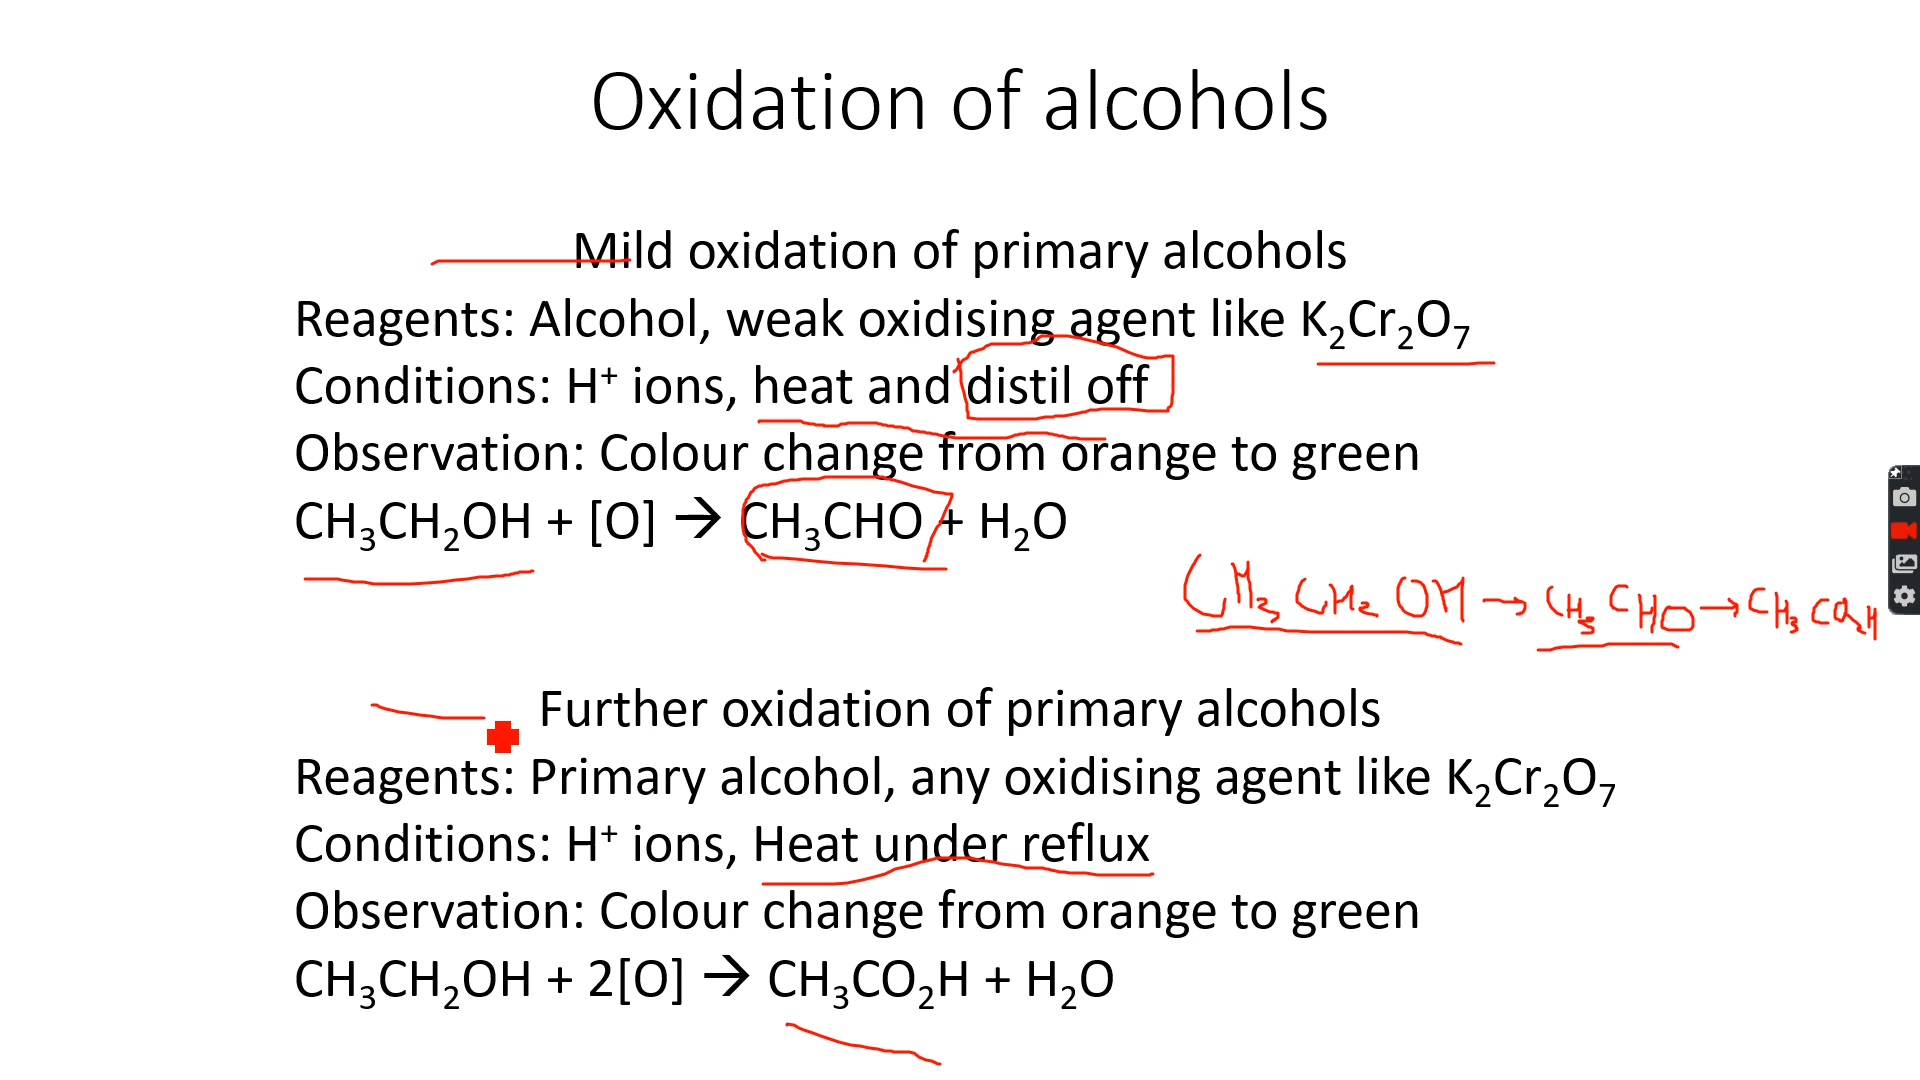 Oxidation of alcohols
Mild oxidation of primary alcohols
Reagents: Alcohol, weak oxidising agent like K₂Cr₂O₇
Conditions: H⁺ ions, heat and distil off
Observation: Colour change from orange to green
CH₃CH₂OH + [O] → CH₃CHO + H₂O
CH₃CH₂OH → CH₃CHO → CH₃CO₂H
Further oxidation of primary alcohols
Reagents: Primary alcohol, any oxidising agent like K₂Cr₂O₇
Conditions: H⁺ ions, Heat under reflux
Observation: Colour change from orange to green
CH₃CH₂OH + 2[O] → CH₃CO₂H + H₂O